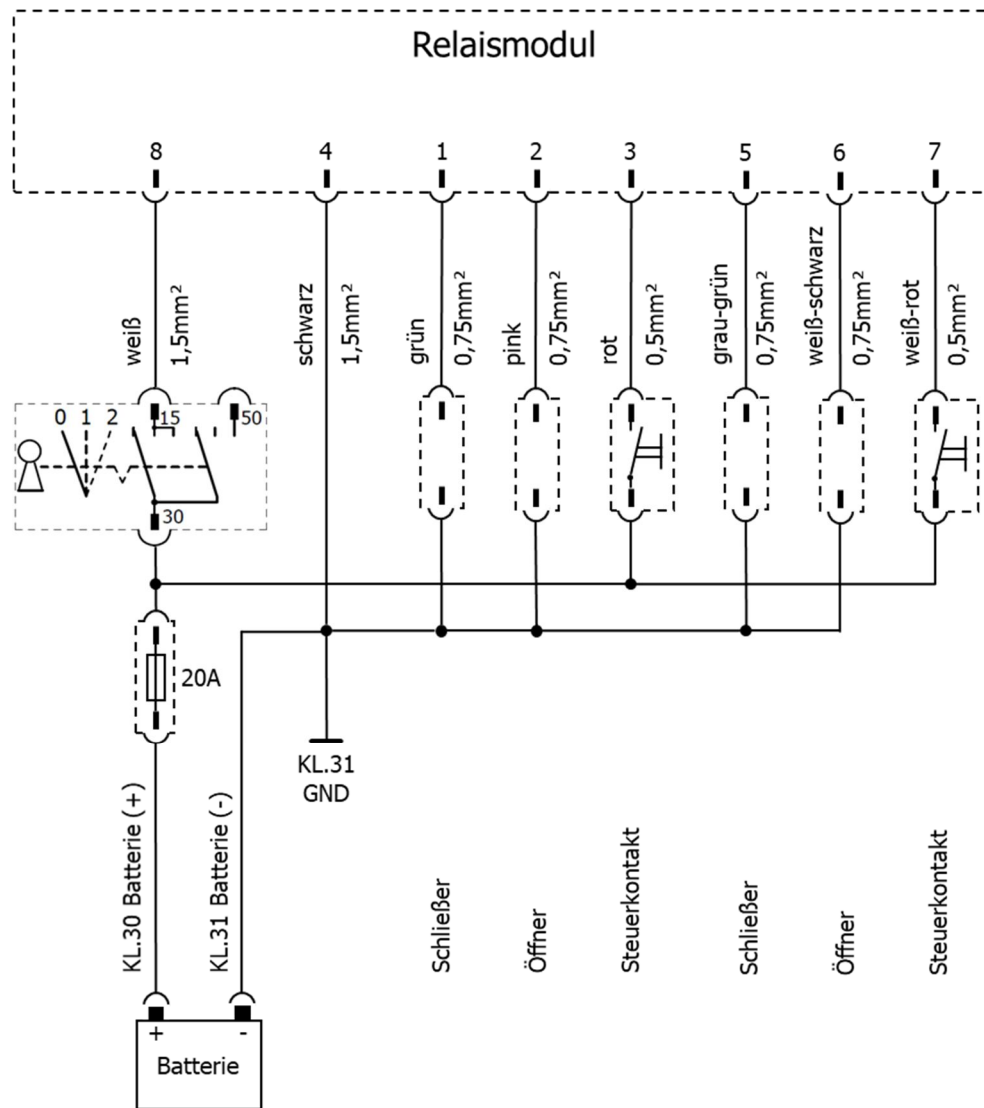 Relaismodul
8
4
1
2
3
5
6
7
weiß
1,5mm²
schwarz
1,5mm²
grün
0,75mm²
pink
0,75mm²
rot
0,5mm²
grau-grün
0,75mm²
weiß-schwarz
0,75mm²
weiß-rot
0,5mm²
0 1 2
15
50
30
20A
KL.31
GND
KL.30 Batterie (+)
KL.31 Batterie (-)
Schließer
Öffner
Steuerkontakt
Schließer
Öffner
Steuerkontakt
+ -
Batterie